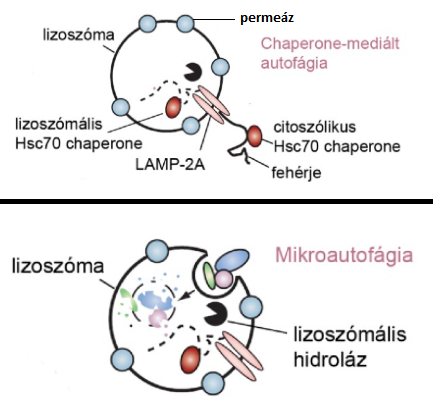 permeáz
lizoszóma
Chaperone-mediált
autofágia
lizoszómális
Hsc70 chaperone
citoszólikus
Hsc70 chaperone
LAMP-2A
fehérje
Mikroautofágia
lizoszóma
lizoszómális
hidroláz